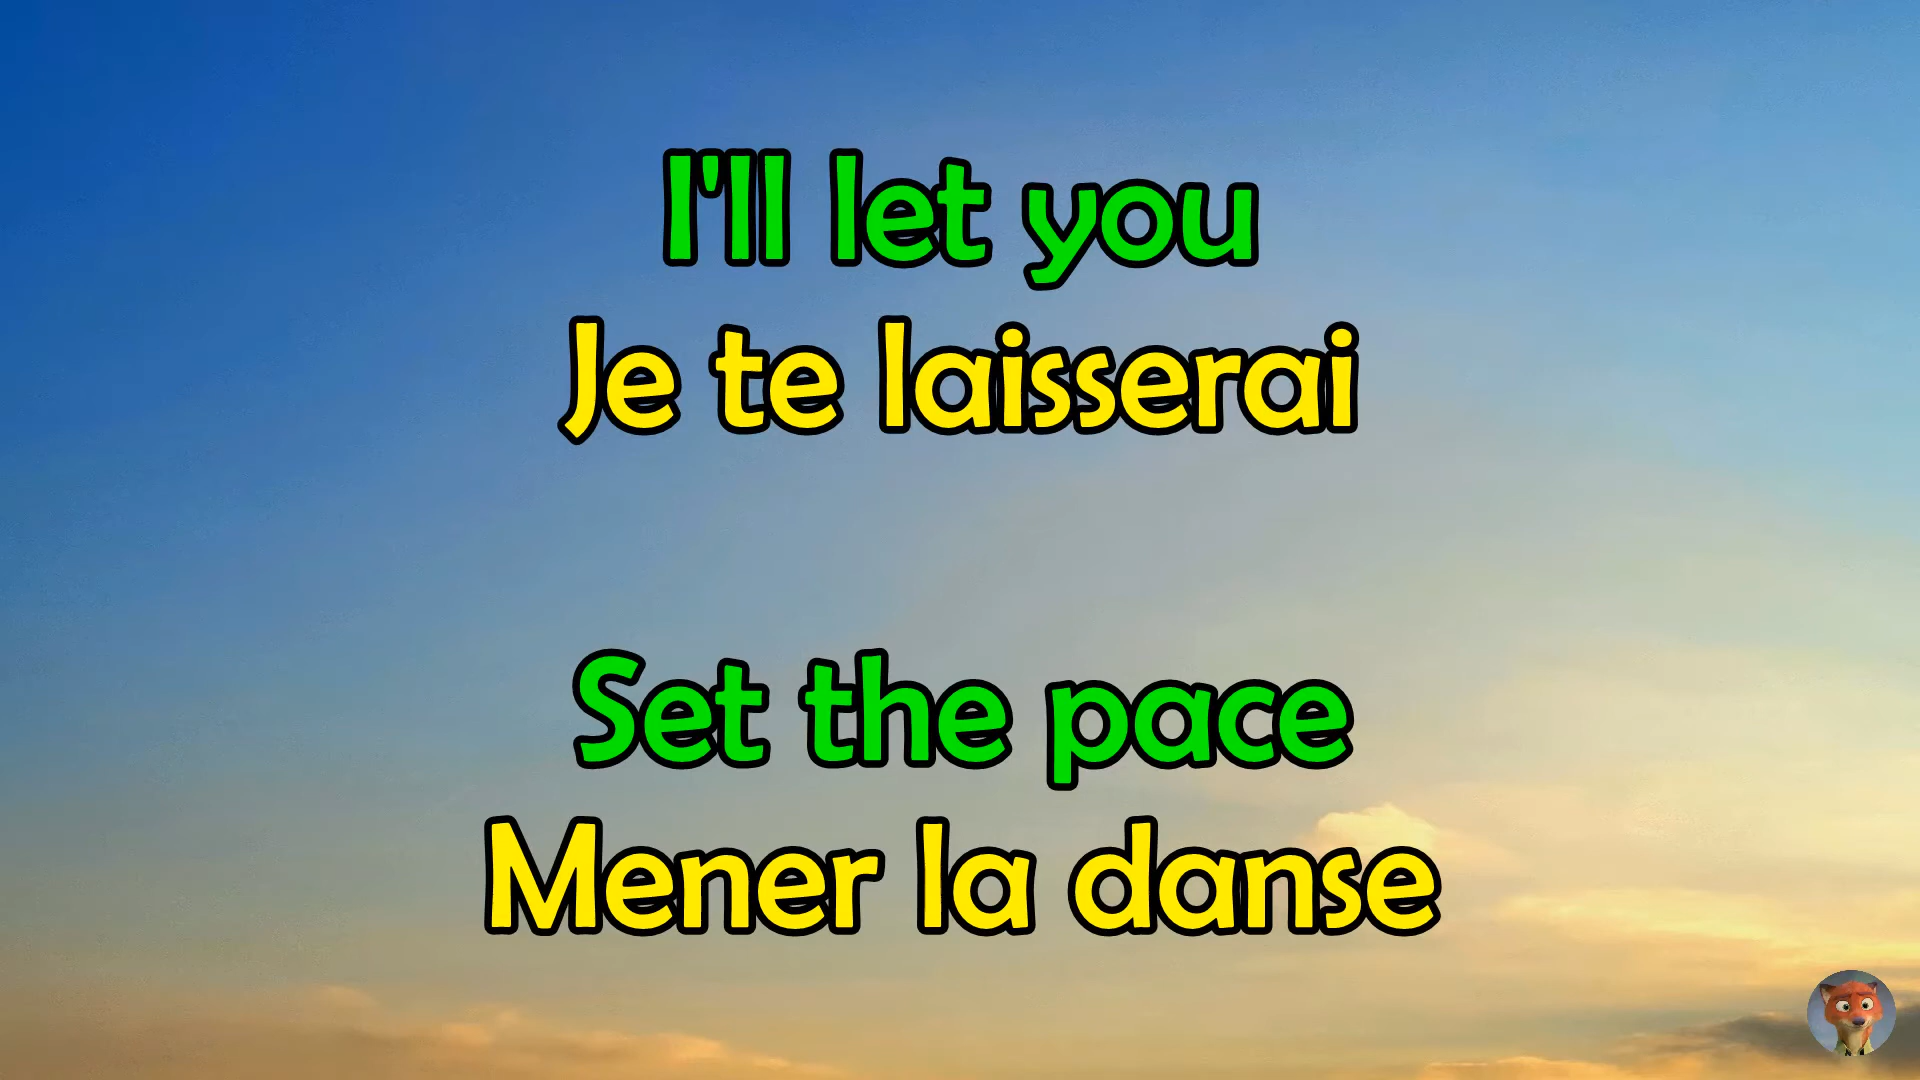 I'll let you
Je te laisserai
Set the pace
Mener la danse